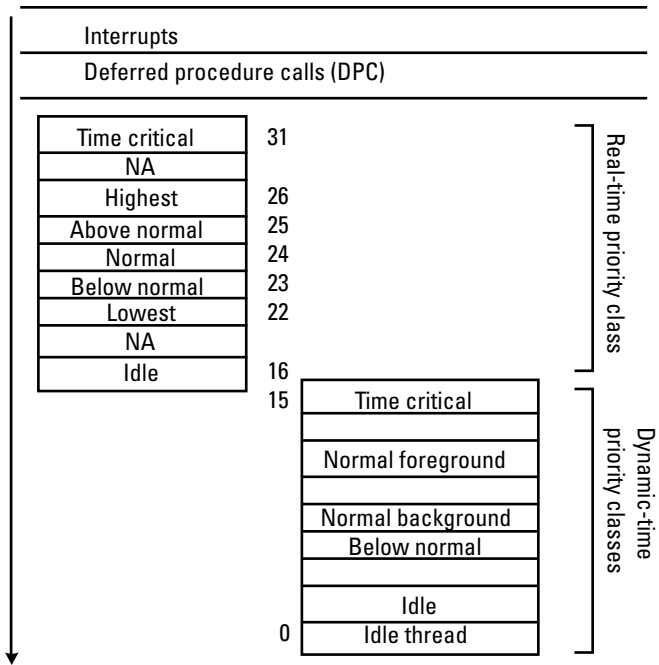 Interrupts
Deferred procedure calls (DPC)
Time critical 31
NA
Highest 26
Above normal 25
Normal 24
Below normal 23
Lowest 22
NA
Idle 16
Real-time priority class
15 Time critical
Normal foreground
Normal background
Below normal
Idle
0 Idle thread
Dynamic-time
priority classes